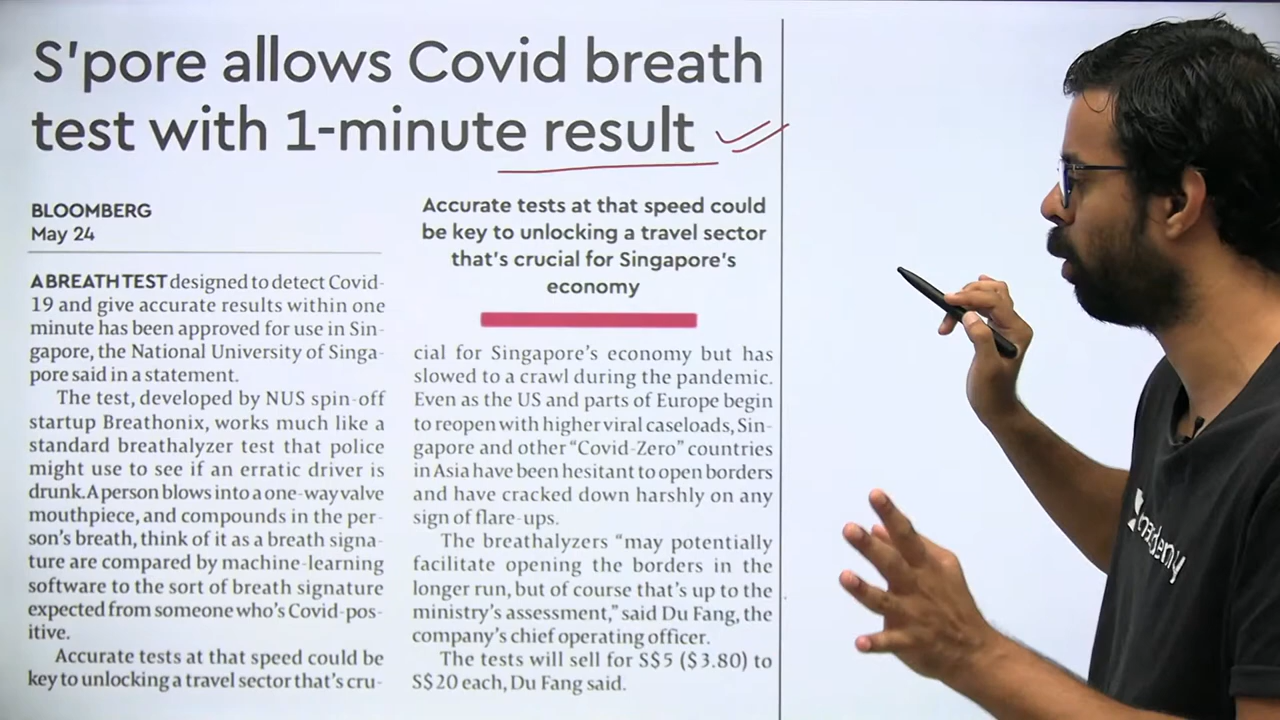 S'pore allows Covid breath
test with 1-minute result
BLOOMBERG
May 24
A BREATH TEST designed to detect Covid-
19 and give accurate results within one
minute has been approved for use in Sin-
gapore, the National University of Singa-
pore said in a statement.
The test, developed by NUS spin-off
startup Breathonix, works much like a
standard breathalyzer test that police
might use to see if an erratic driver is
drunk. A person blows into a one-way valve
mouthpiece, and compounds in the per-
son's breath, think of it as a breath signa-
ture are compared by machine-learning
software to the sort of breath signature
expected from someone who's Covid-pos-
itive.
Accurate tests at that speed could be
key to unlocking a travel sector that's cru-
Accurate tests at that speed could
be key to unlocking a travel sector
that's crucial for Singapore's
economy
cial for Singapore's economy but has
slowed to a crawl during the pandemic.
Even as the US and parts of Europe begin
to reopen with higher viral caseloads, Sin-
gapore and other "Covid-Zero" countries
in Asia have been hesitant to open borders
and have cracked down harshly on any
sign of flare-ups.
The breathalyzers "may potentially
facilitate opening the borders in the
longer run, but of course that's up to the
ministry's assessment," said Du Fang, the
company's chief operating officer.
The tests will sell for S$5 ($3.80) to
S$20 each, Du Fang said.